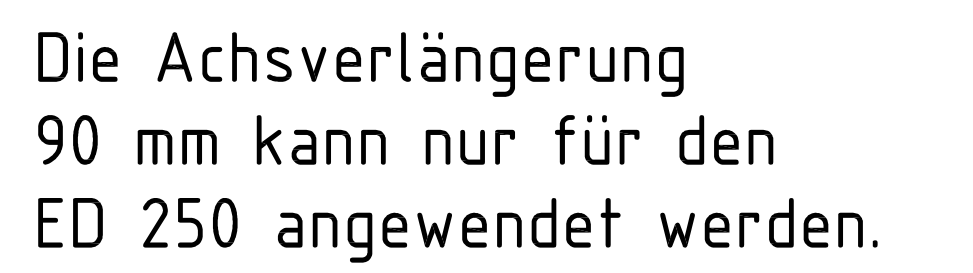 Die Achsverlängerung
90 mm kann nur für den
ED 250 angewendet werden.